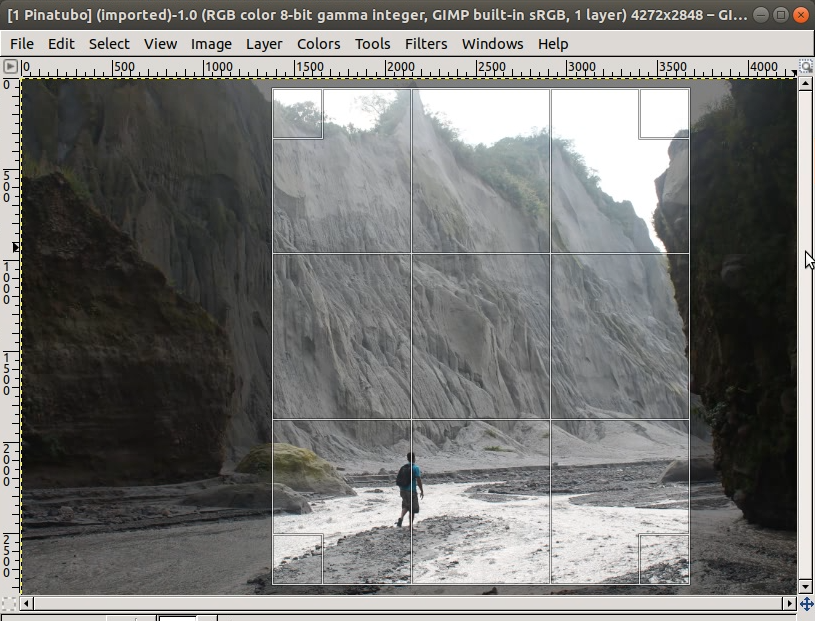 [1 Pinatubo] (imported)-1.0 (RGB color 8-bit gamma integer, GIMP built-in sRGB, 1 layer) 4272x2848 – GI...
File Edit Select View Image Layer Colors Tools Filters Windows Help
0 500 1000 1500 2000 2500 3000 3500 4000
0
500
1000
1500
2000
2500